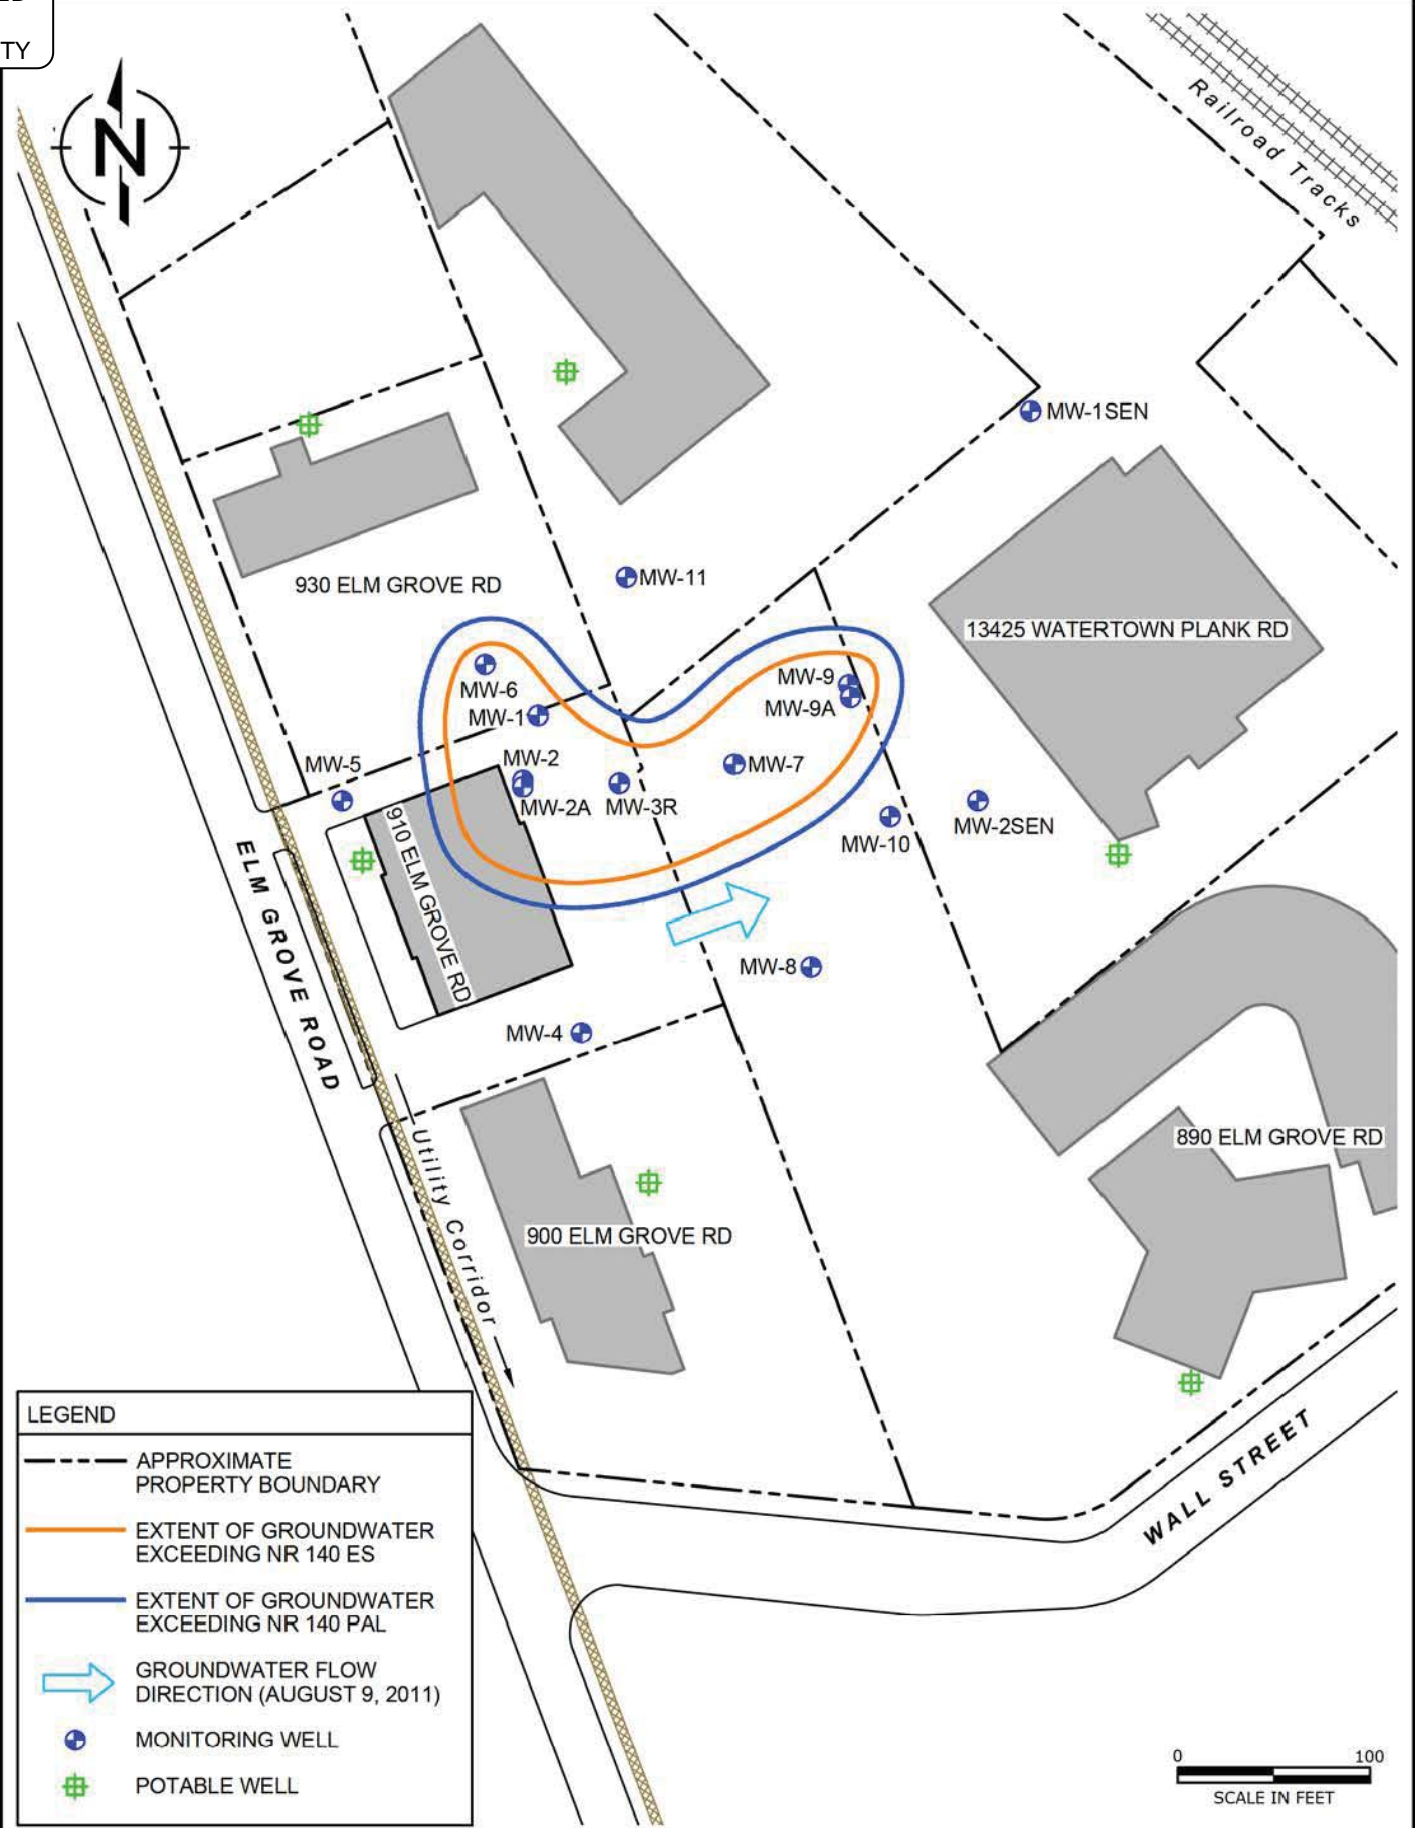 TY
N
Railroad Tracks
MW-1SEN
MW-11
930 ELM GROVE RD
13425 WATERTOWN PLANK RD
MW-6
MW-9
MW-9A
MW-1
MW-5
MW-2
MW-7
MW-2A
MW-3R
MW-10
MW-2SEN
910 ELM GROVE RD
ELM GROVE ROAD
MW-8
MW-4
Utility Corridor
890 ELM GROVE RD
900 ELM GROVE RD
WALL STREET
LEGEND
APPROXIMATE
PROPERTY BOUNDARY
EXTENT OF GROUNDWATER
EXCEEDING NR 140 ES
EXTENT OF GROUNDWATER
EXCEEDING NR 140 PAL
GROUNDWATER FLOW
DIRECTION (AUGUST 9, 2011)
MONITORING WELL
POTABLE WELL
0 100
SCALE IN FEET